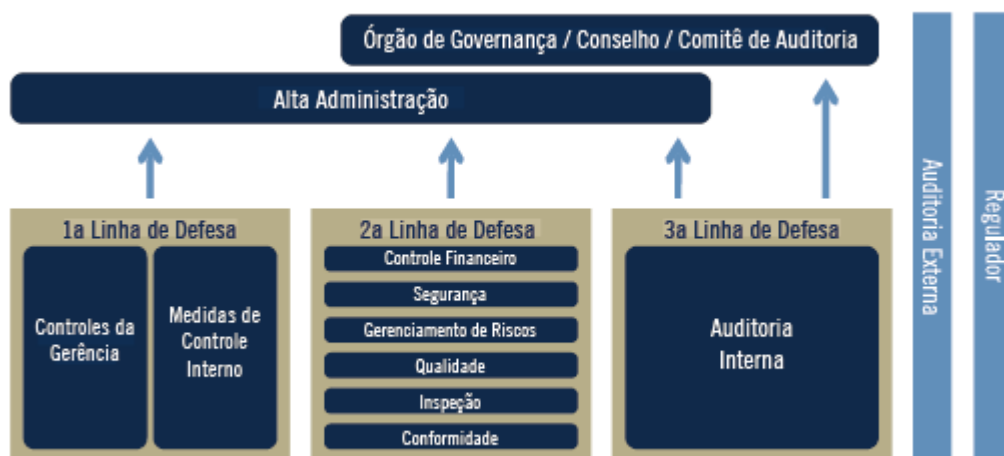 Órgão de Governança / Conselho / Comitê de Auditoria
Alta Administração
1a Linha de Defesa
Controles da
Gerência
Medidas de
Controle
Interno
2a Linha de Defesa
Controle Financeiro
Segurança
Gerenciamento de Riscos
Qualidade
Inspeção
Conformidade
3a Linha de Defesa
Auditoria
Interna
Auditoria Externa
Regulador